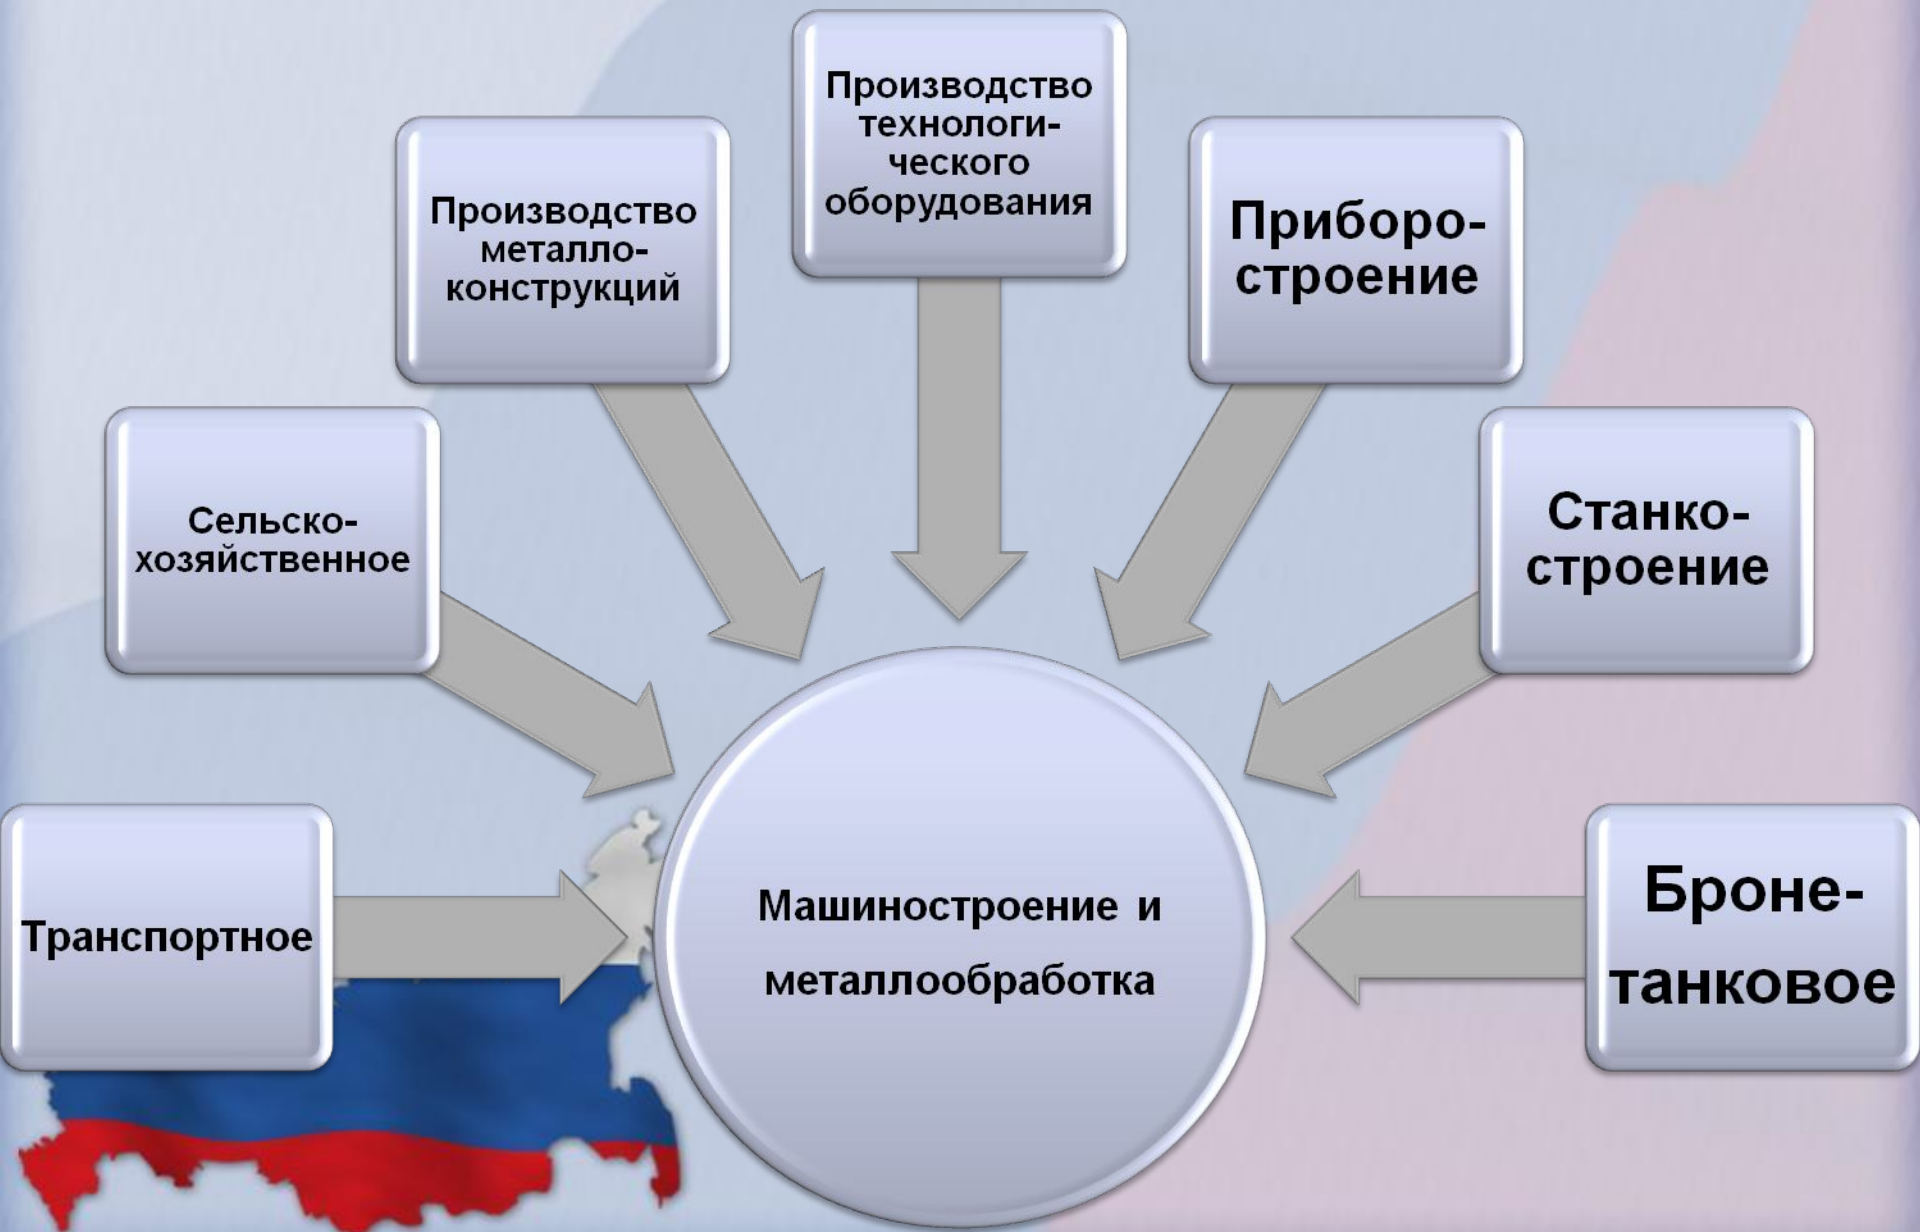 Производство
технологи-
ческого
оборудования
Производство
металло-
конструкций
Приборо-
строение
Сельско-
хозяйственное
Станко-
строение
Транспортное
Машиностроение и
металлообработка
Броне-
танковое